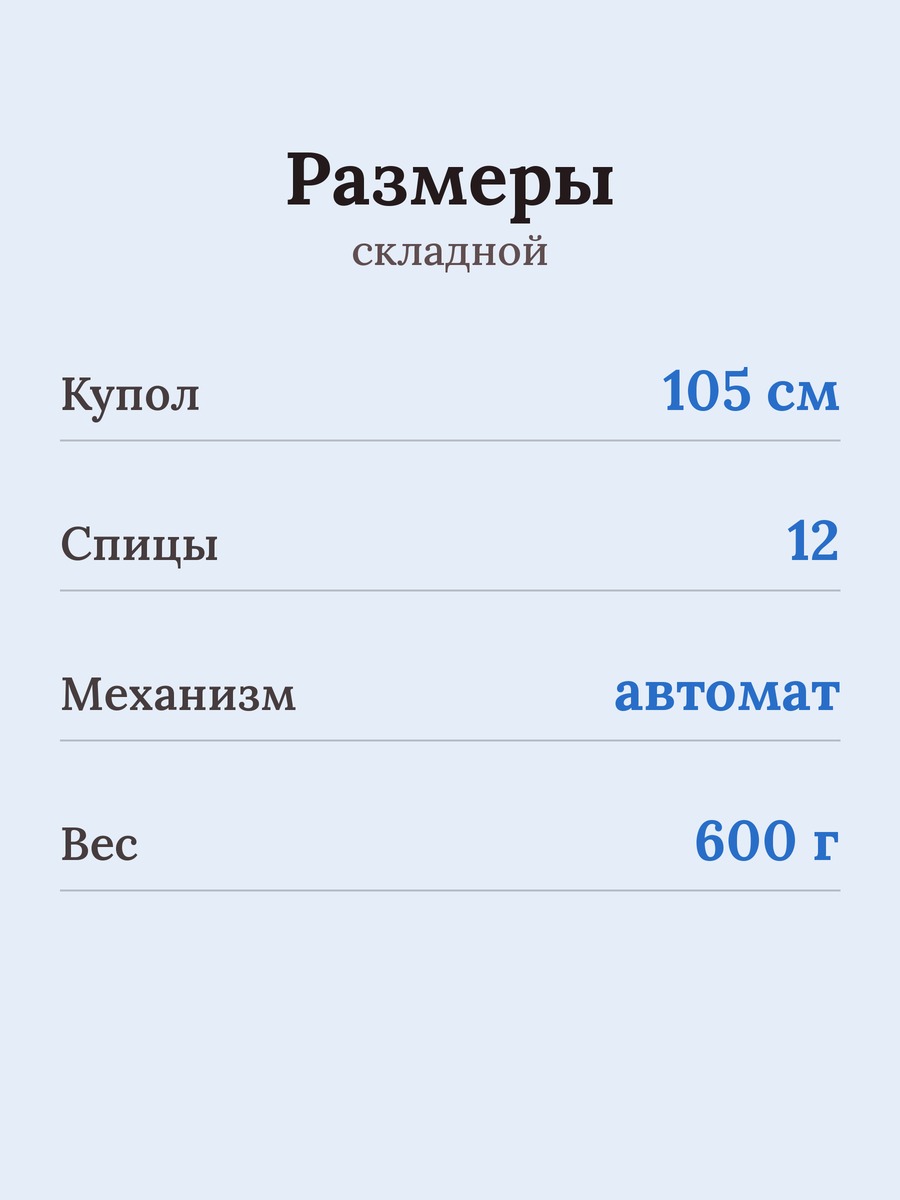 Размеры
складной
Купол 105 см
Спицы 12
Механизм автомат
Вес 600 г